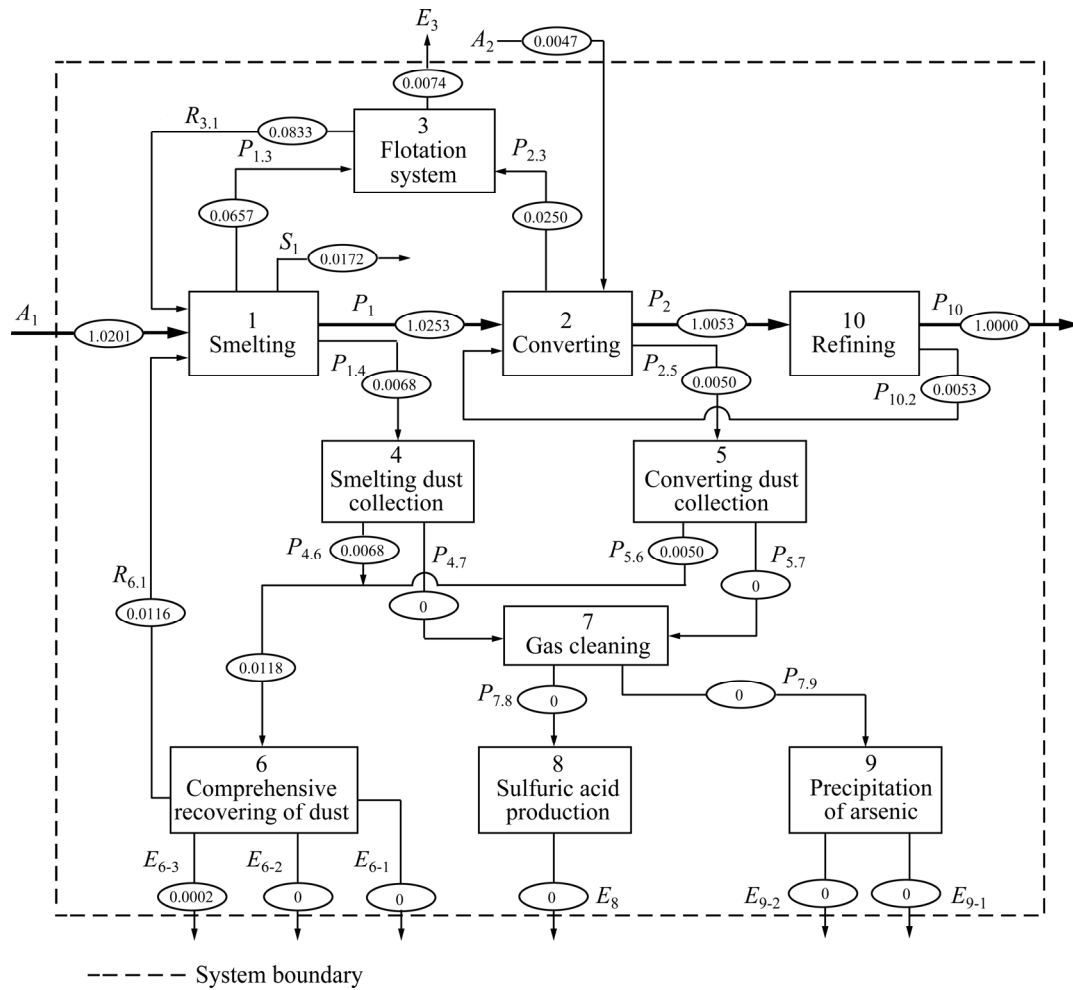 E₃
A₂
0.0047
0.0074
R₃.₁
0.0833
3
Flotation
system
P₁.₃
P₂.₃
0.0657
0.0250
S₁
0.0172
A₁
1.0201
1
Smelting
P₁
1.0253
2
Converting
P₂
1.0053
10
Refining
P₁₀
1.0000
P₁.₄
0.0068
P₂.₅
0.0050
P₁₀.₂
0.0053
4
Smelting dust
collection
5
Converting dust
collection
P₄.₆
0.0068
P₄.₇
0
P₅.₆
0.0050
P₅.₇
0
R₆.₁
0.0116
7
Gas cleaning
0.0118
P₇.₈
0
0
P₇.₉
6
Comprehensive
recovering of dust
8
Sulfuric acid
production
9
Precipitation
of arsenic
E₆₋₃
0.0002
E₆₋₂
0
E₆₋₁
0
0
E₈
E₉₋₂
0
0
E₉₋₁
System boundary